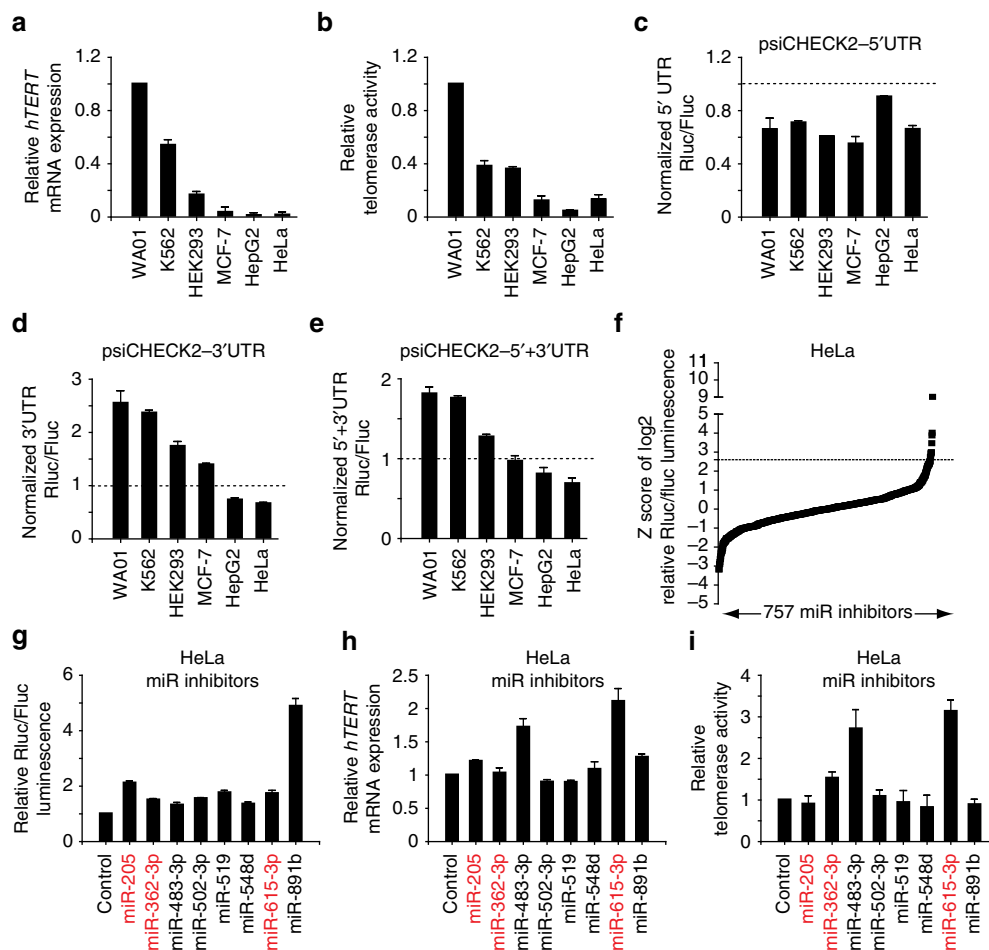 a
Relative hTERT
mRNA expression
1.2
0.8
0.4
0
WA01
K562
HEK293
MCF-7
HepG2
HeLa
b
Relative
telomerase activity
1.2
0.8
0.4
0
WA01
K562
HEK293
MCF-7
HepG2
HeLa
c
psiCHECK2–5′UTR
Normalized 5′ UTR
Rluc/Fluc
1.2
0.9
0.6
0.3
0
WA01
K562
HEK293
MCF-7
HepG2
HeLa
d
psiCHECK2–3′UTR
Normalized 3′UTR
Rluc/Fluc
3
2
1
0
WA01
K562
HEK293
MCF-7
HepG2
HeLa
e
psiCHECK2–5′+3′UTR
Normalized 5′+3′UTR
Rluc/Fluc
2
1
0
WA01
K562
HEK293
MCF-7
HepG2
HeLa
f
HeLa
Z score of log2
relative Rluc/fluc luminescence
11
10
9
5
4
3
2
1
0
−1
−2
−3
−4
−5
757 miR inhibitors
g
HeLa
miR inhibitors
Relative Rluc/Fluc
luminescence
6
4
2
0
Control
miR-205
miR-362-3p
miR-483-3p
miR-502-3p
miR-519
miR-548d
miR-615-3p
miR-891b
h
HeLa
miR inhibitors
Relative hTERT
mRNA expression
2.5
2
1.5
1
0.5
0
Control
miR-205
miR-362-3p
miR-483-3p
miR-502-3p
miR-519
miR-548d
miR-615-3p
miR-891b
i
HeLa
miR inhibitors
Relative
telomerase activity
4
3
2
1
0
Control
miR-205
miR-362-3p
miR-483-3p
miR-502-3p
miR-519
miR-548d
miR-615-3p
miR-891b